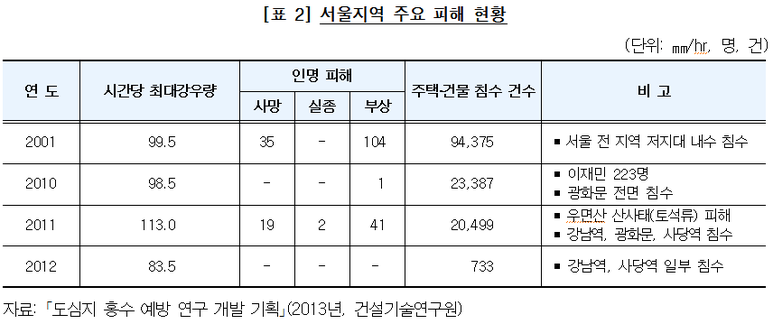 [표 2] 서울지역 주요 피해 현황
(단위: ㎜/hr, 명, 건)
연 도 시간당 최대강우량 인명 피해 주택·건물 침수 건수 비 고
사망 실종 부상
2001 99.5 35 - 104 94,375 ▪ 서울 전 지역 저지대 내수 침수
2010 98.5 - - 1 23,387 ▪ 이재민 223명
▪ 광화문 전면 침수
2011 113.0 19 2 41 20,499 ▪ 우면산 산사태(토석류) 피해
▪ 강남역, 광화문, 사당역 침수
2012 83.5 - - - 733 ▪ 강남역, 사당역 일부 침수
자료: 「도심지 홍수 예방 연구 개발 기획」(2013년, 건설기술연구원)